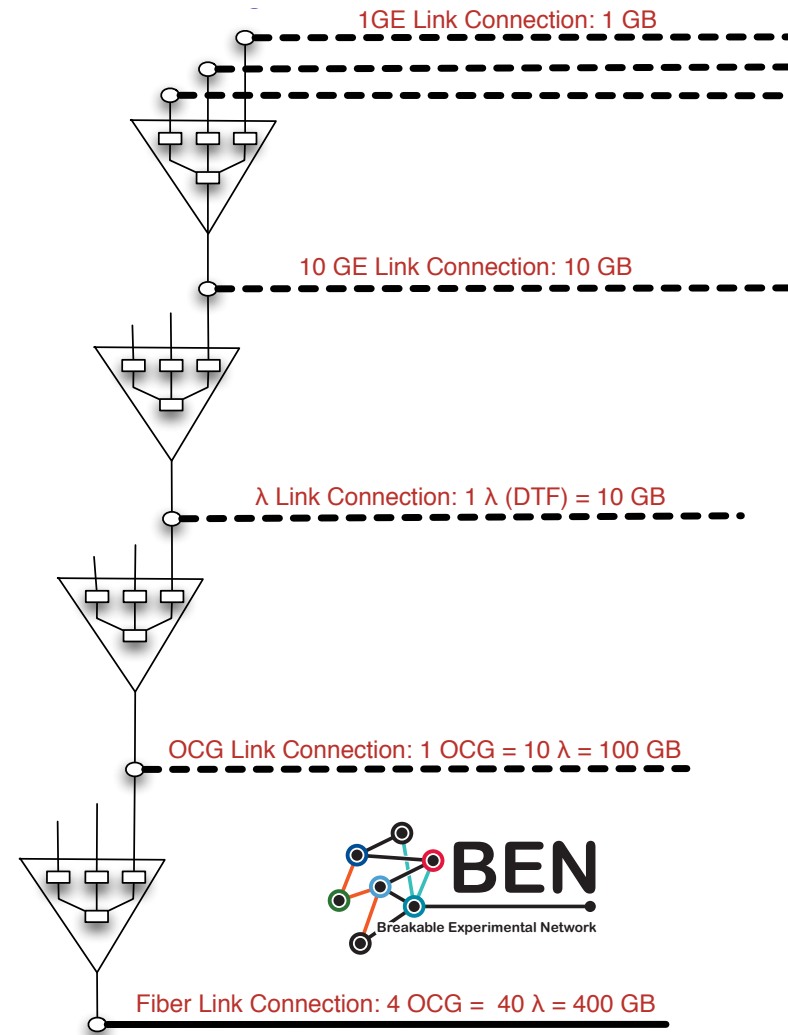 1GE Link Connection: 1 GB
10 GE Link Connection: 10 GB
λ Link Connection: 1 λ (DTF) = 10 GB
OCG Link Connection: 1 OCG = 10 λ = 100 GB
BEN
Breakable Experimental Network
Fiber Link Connection: 4 OCG = 40 λ = 400 GB